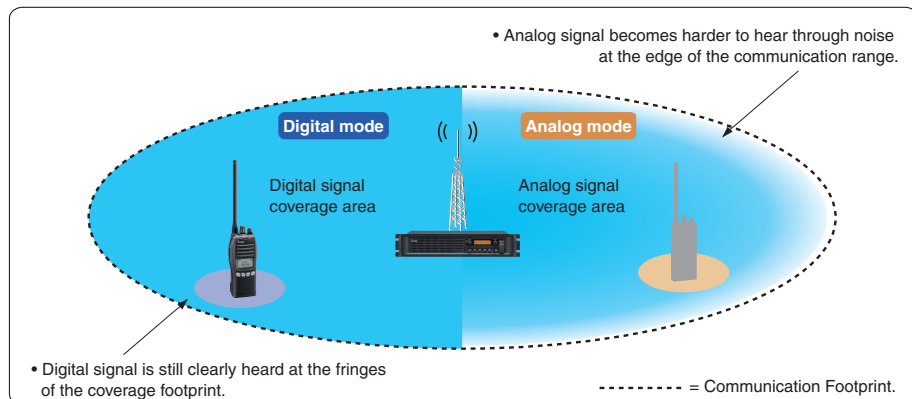 • Analog signal becomes harder to hear through noise
at the edge of the communication range.
Digital mode
Analog mode
Digital signal
coverage area
Analog signal
coverage area
• Digital signal is still clearly heard at the fringes
of the coverage footprint.
= Communication Footprint.